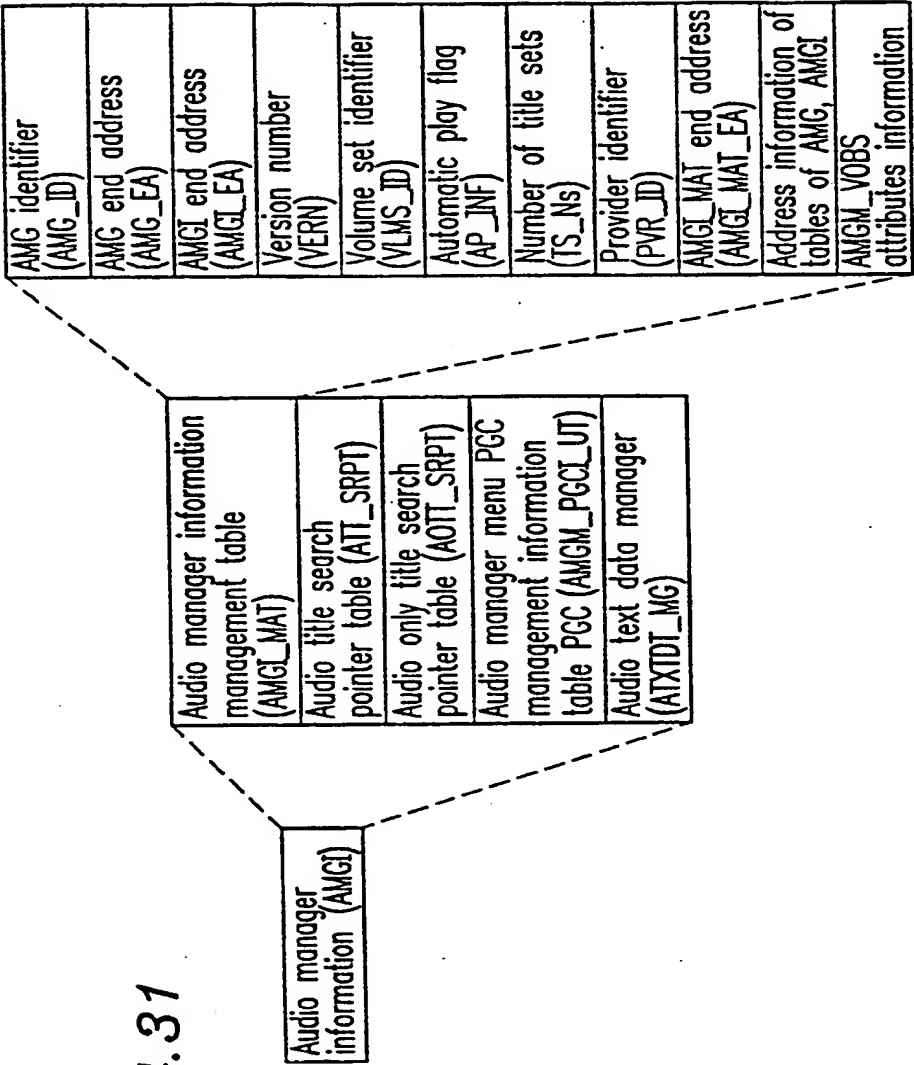 .31
Audio manager
information (AMGI)
Audio manager information
management table
(AMGI_MAT)
Audio title search
pointer table (ATT_SRPT)
Audio only title search
pointer table (AOTT_SRPT)
Audio manager menu PGC
management information
table PGC (AMGM_PGCI_UT)
Audio text data manager
(ATXTDT_MG)
AMG identifier
(AMG_ID)
AMG end address
(AMG_EA)
AMGI end address
(AMGI_EA)
Version number
(VERN)
Volume set identifier
(VLMS_ID)
Automatic play flag
(AP_INF)
Number of title sets
(TS_Ns)
Provider identifier
(PVR_ID)
AMGI_MAT end address
(AMGI_MAT_EA)
Address information of
tables of AMG, AMGI
AMGM_VOBS
attributes information